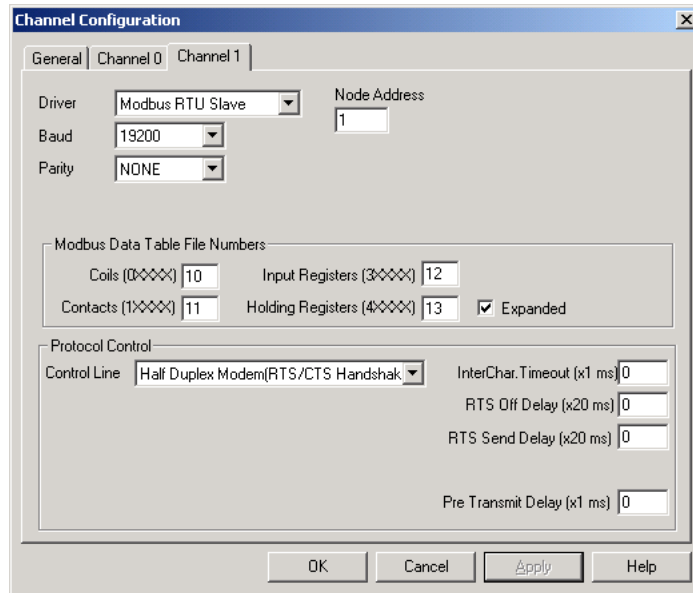 Channel Configuration
General Channel 0 Channel 1
Driver Modbus RTU Slave Node Address
1
Baud 19200
Parity NONE
Modbus Data Table File Numbers
Coils (0XXXX) 10 Input Registers (3XXXX) 12
Contacts (1XXXX) 11 Holding Registers (4XXXX) 13 Expanded
Protocol Control
Control Line Half Duplex Modem(RTS/CTS Handshak InterChar.Timeout (x1 ms) 0
RTS Off Delay (x20 ms) 0
RTS Send Delay (x20 ms) 0
Pre Transmit Delay (x1 ms) 0
OK Cancel Apply Help